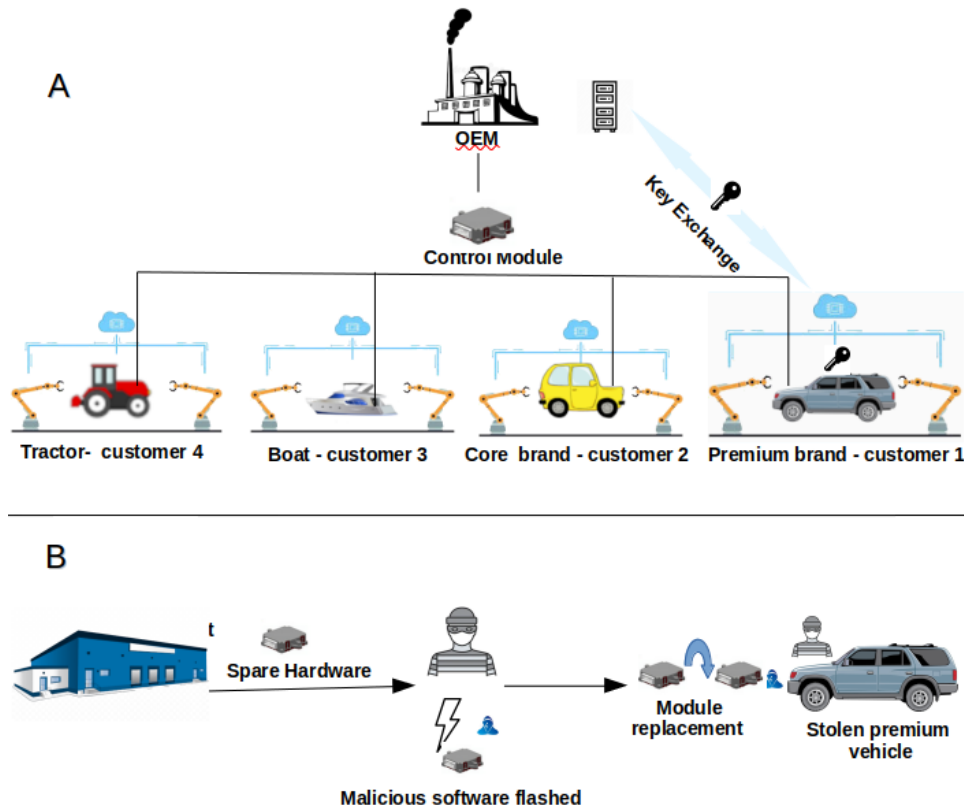 A
OEM
Key Exchange
Control Module
Tractor- customer 4
Boat - customer 3
Core brand - customer 2
Premium brand - customer 1
B
t
Spare Hardware
Module
replacement
Stolen premium
vehicle
Malicious software flashed